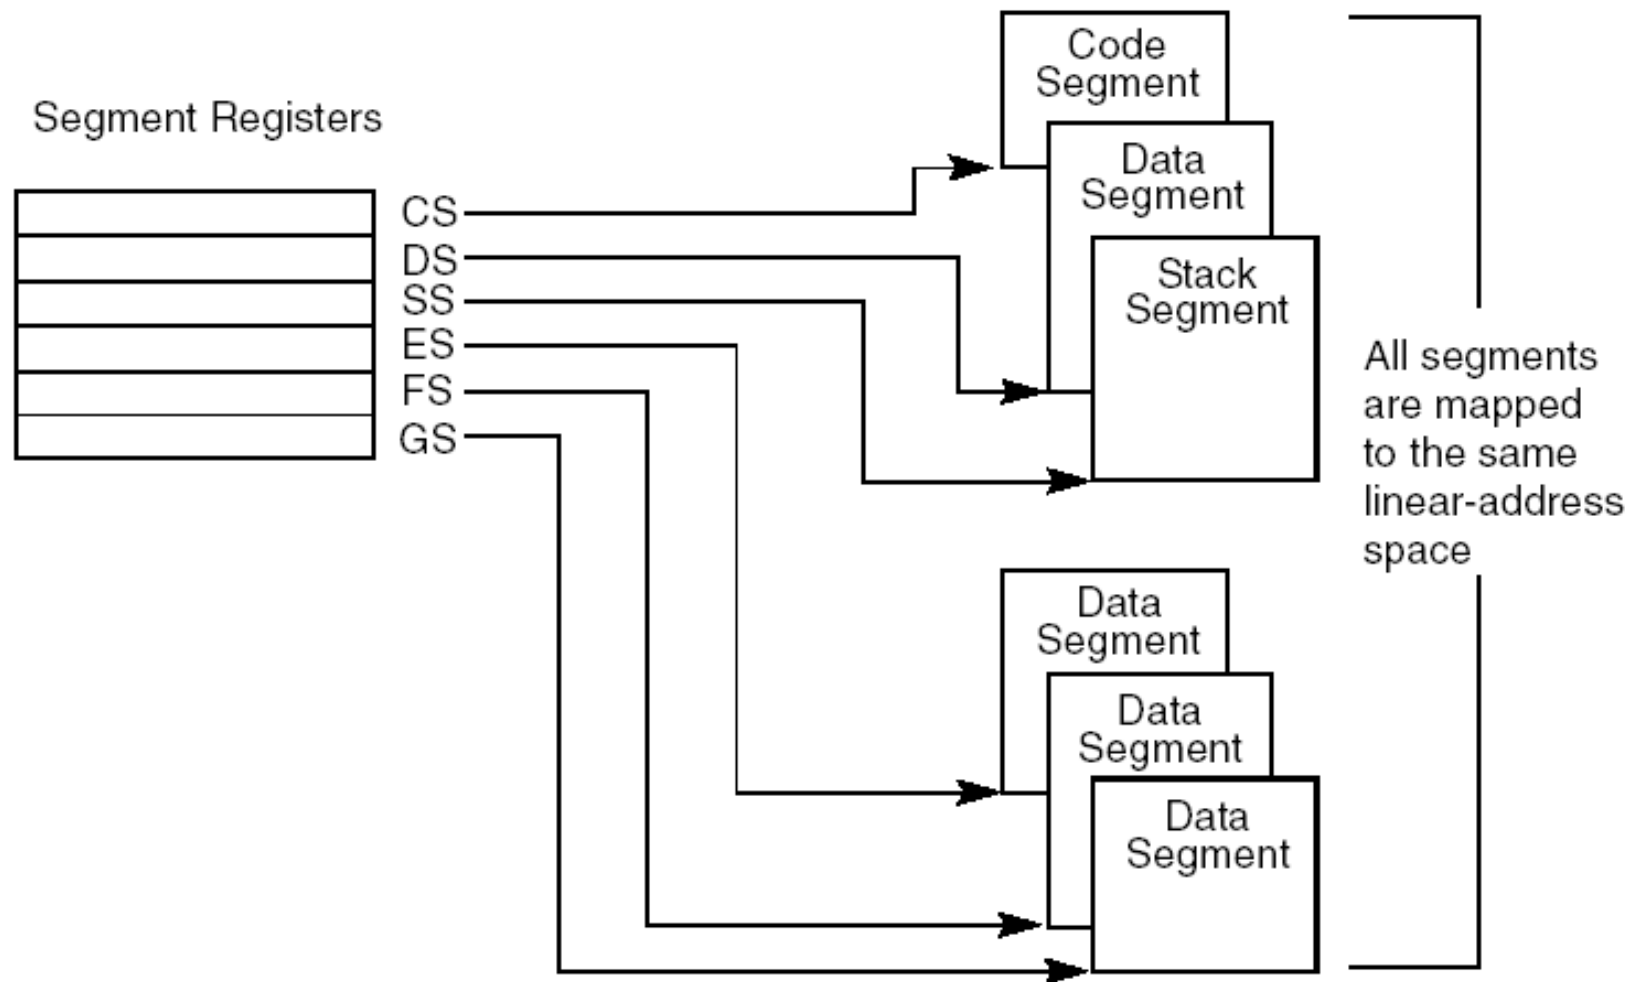 Segment Registers
CS
DS
SS
ES
FS
GS
Code
Segment
Data
Segment
Stack
Segment
Data
Segment
Data
Segment
Data
Segment
All segments
are mapped
to the same
linear-address
space